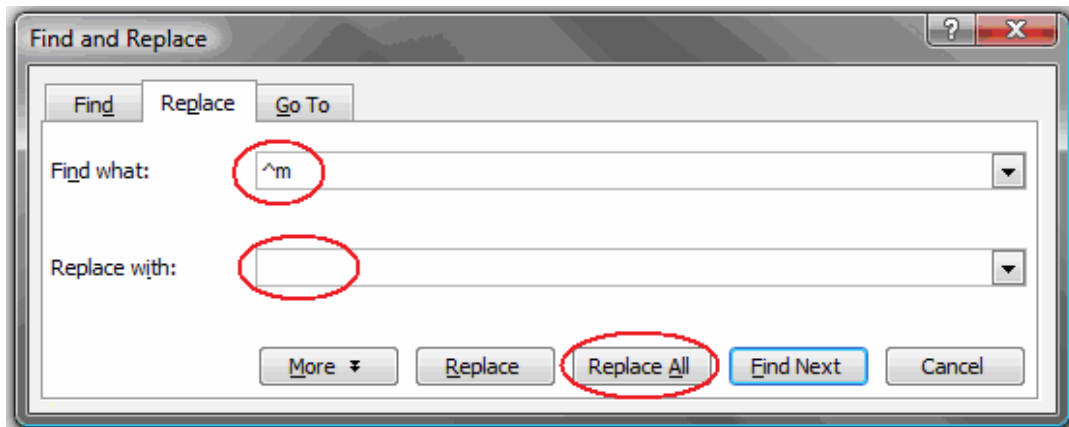 Find and Replace
?
X
Find
Replace
Go To
Find what:
^m
Replace with:
More
Replace
Replace All
Find Next
Cancel